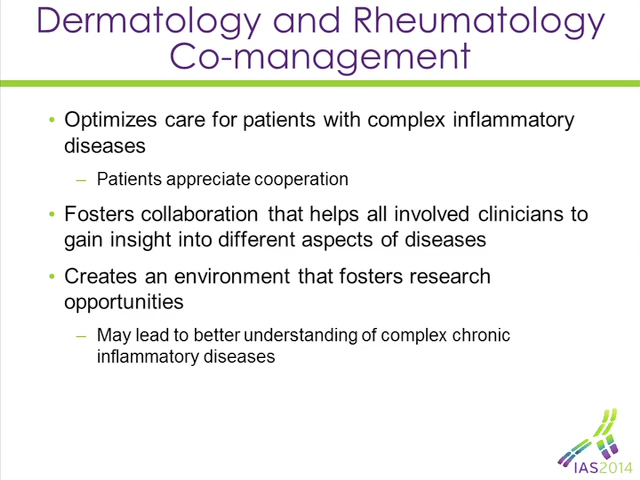 Dermatology and Rheumatology
Co-management
• Optimizes care for patients with complex inflammatory
diseases
– Patients appreciate cooperation
• Fosters collaboration that helps all involved clinicians to
gain insight into different aspects of diseases
• Creates an environment that fosters research
opportunities
– May lead to better understanding of complex chronic
inflammatory diseases
IAS2014